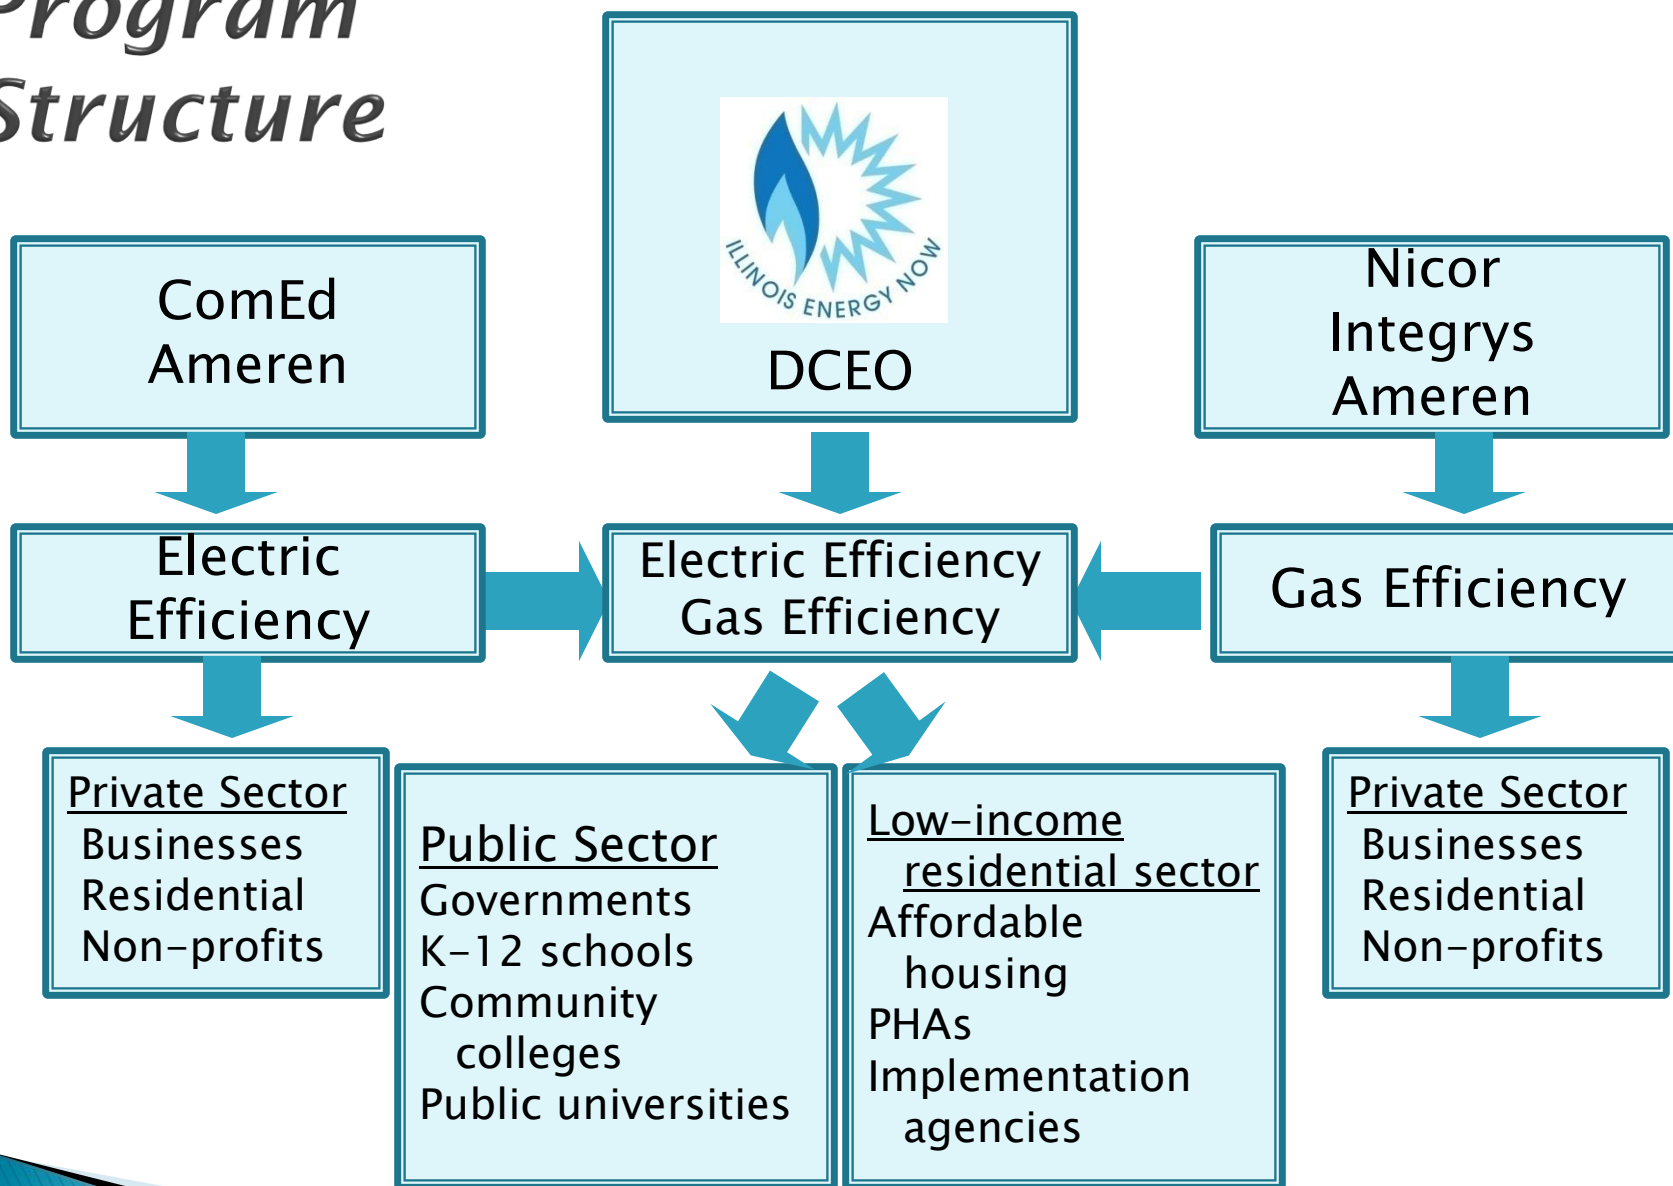 Program
Structure
ILLINOIS ENERGY NOW
DCEO
ComEd
Ameren
Nicor
Integrys
Ameren
Electric
Efficiency
Electric Efficiency
Gas Efficiency
Gas Efficiency
Private Sector
Businesses
Residential
Non-profits
Public Sector
Governments
K-12 schools
Community
colleges
Public universities
Low-income
residential sector
Affordable
housing
PHAs
Implementation
agencies
Private Sector
Businesses
Residential
Non-profits